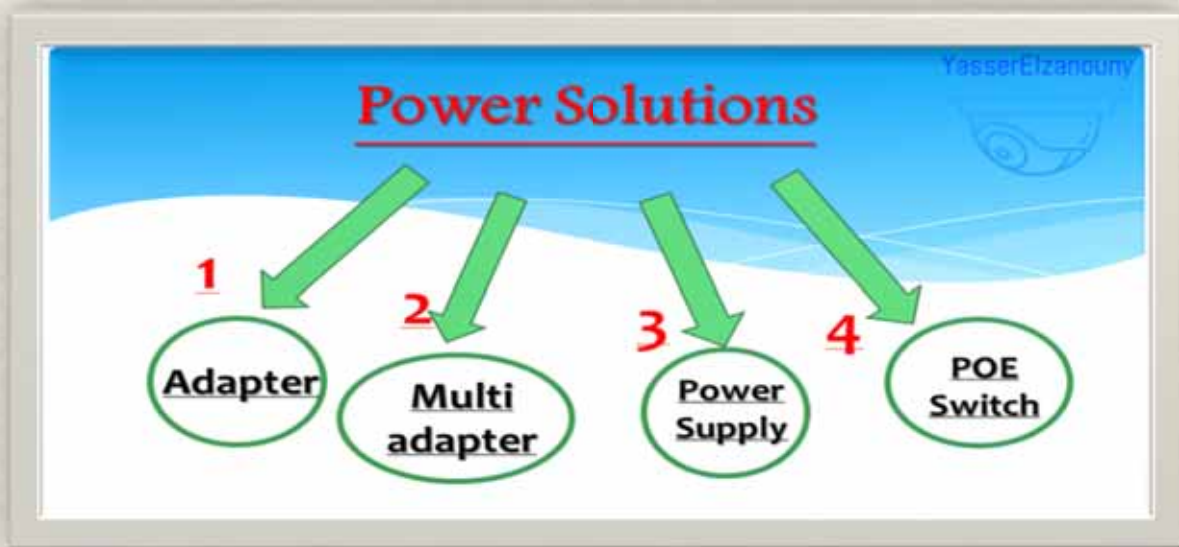 YasserElzanouny
Power Solutions
1
2
3
4
Adapter
Multi
adapter
Power
Supply
POE
Switch